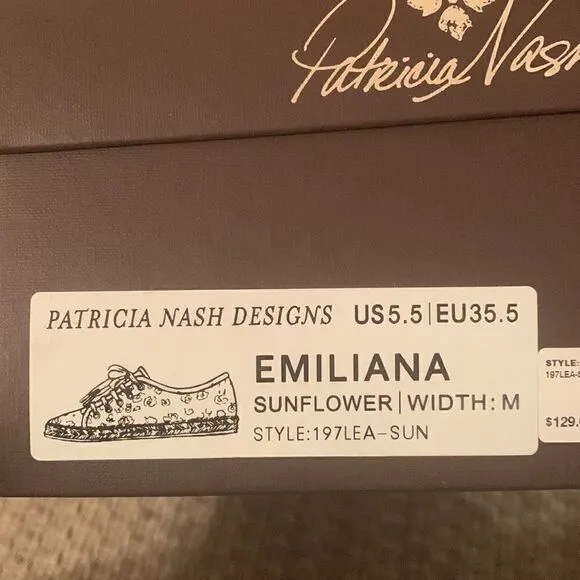 Patricia Nash
PATRICIA NASH DESIGNS US5.5|EU35.5
EMILIANA
SUNFLOWER|WIDTH: M
STYLE:197LEA-SUN
STYLE:
197LEA-S
$129.